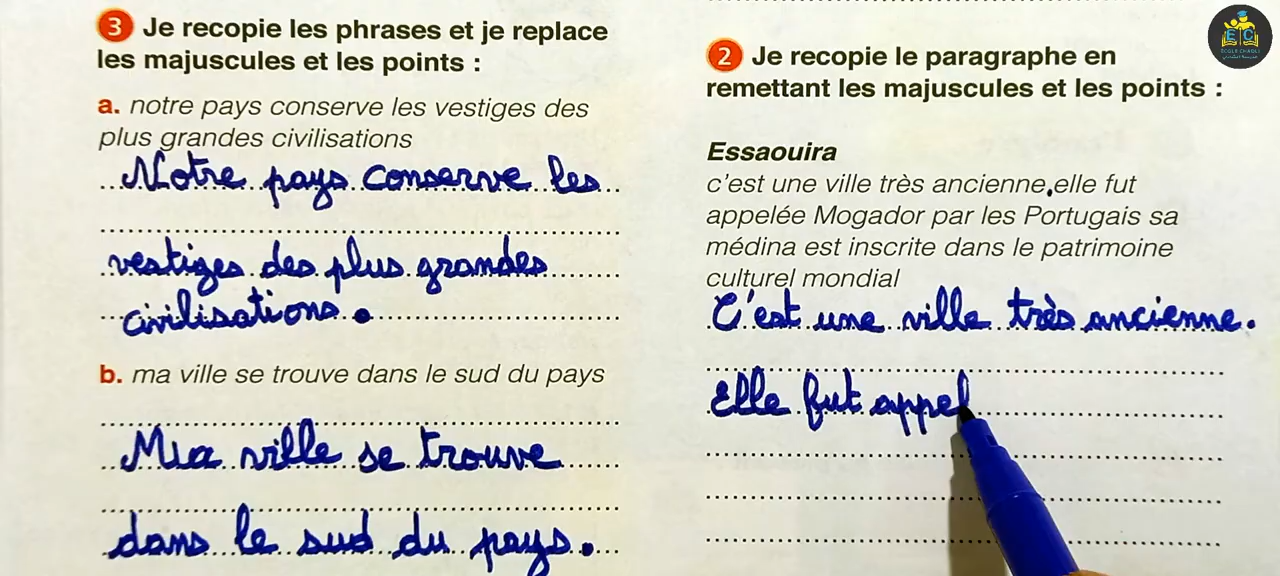 3 Je recopie les phrases et je replace
les majuscules et les points :
a. notre pays conserve les vestiges des
plus grandes civilisations
Notre pays conserve les
vestiges des plus grandes
civilisations.
b. ma ville se trouve dans le sud du pays
Ma ville se trouve
dans le sud du pays.
2 Je recopie le paragraphe en
remettant les majuscules et les points :
Essaouira
c'est une ville très ancienne.elle fut
appelée Mogador par les Portugais sa
médina est inscrite dans le patrimoine
culturel mondial
C'est une ville très ancienne.
Elle fut appel
EC